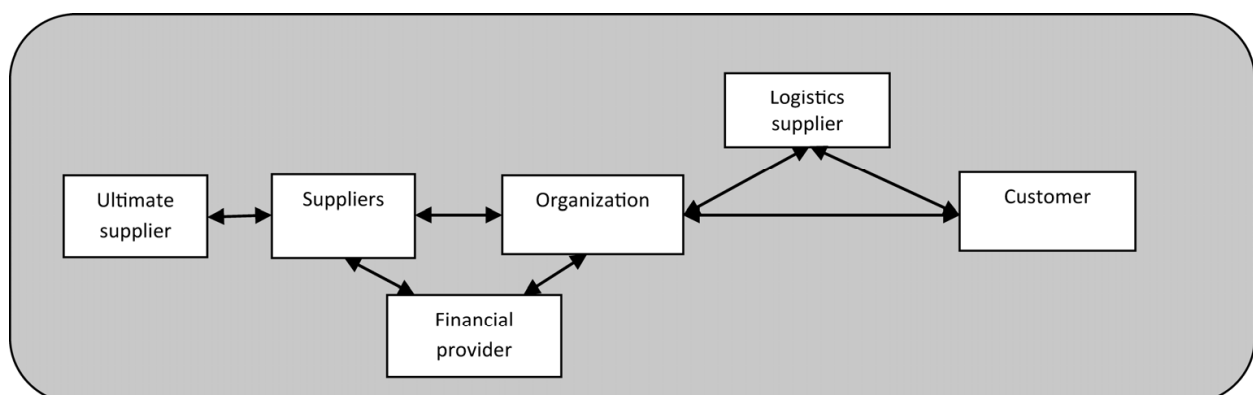 Logistics
supplier
Ultimate
supplier
Suppliers
Organization
Customer
Financial
provider